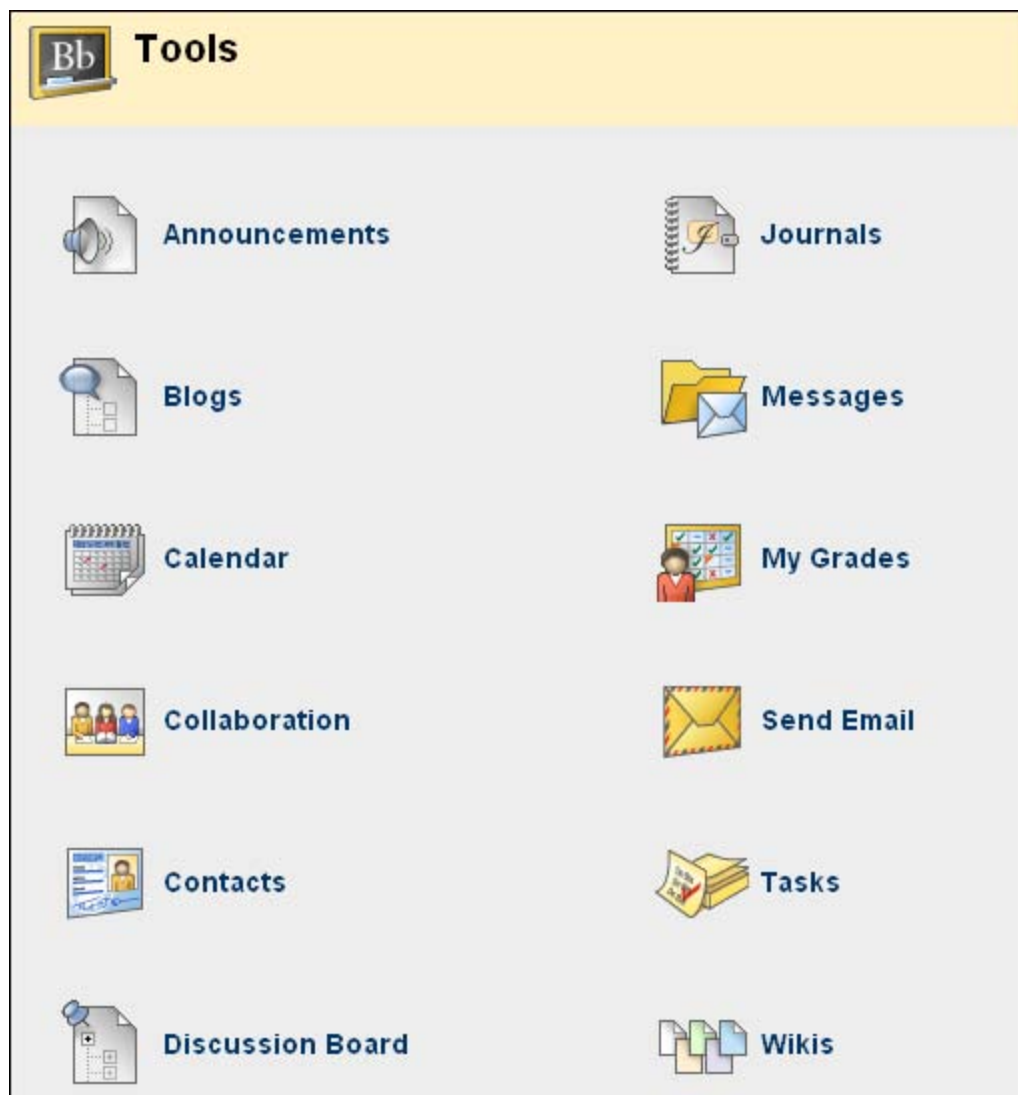 Bb Tools
Announcements
Journals
Blogs
Messages
Calendar
My Grades
Collaboration
Send Email
Contacts
Tasks
Discussion Board
Wikis